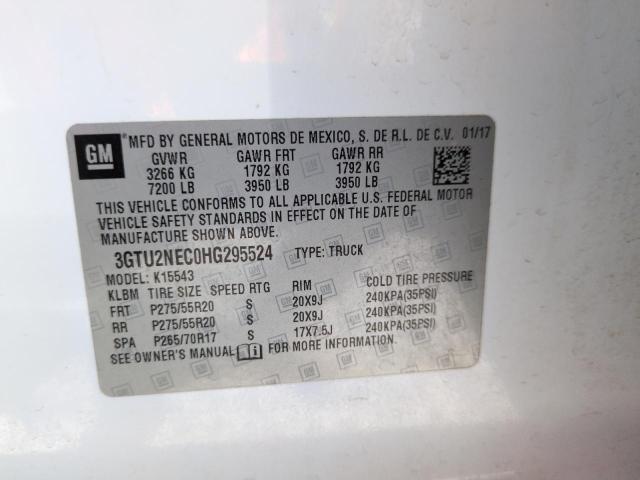 GM ® MFD BY GENERAL MOTORS DE MEXICO, S. DE R.L. DE C.V. 01/17
GVWR GAWR FRT GAWR RR
3266 KG 1792 KG 1792 KG
7200 LB 3950 LB 3950 LB
THIS VEHICLE CONFORMS TO ALL APPLICABLE U.S. FEDERAL MOTOR
VEHICLE SAFETY STANDARDS IN EFFECT ON THE DATE OF
MANUFACTURE SHOWN ABOVE.
3GTU2NEC0HG295524 TYPE: TRUCK
MODEL: K15543
KLBM TIRE SIZE SPEED RTG RIM COLD TIRE PRESSURE
FRT P275/55R20 S 20X9J 240KPA(35PSI)
RR P275/55R20 S 20X9J 240KPA(35PSI)
SPA P265/70R17 S 17X7.5J 240KPA(35PSI)
SEE OWNER'S MANUAL FOR ADDITIONAL INFORMATION.